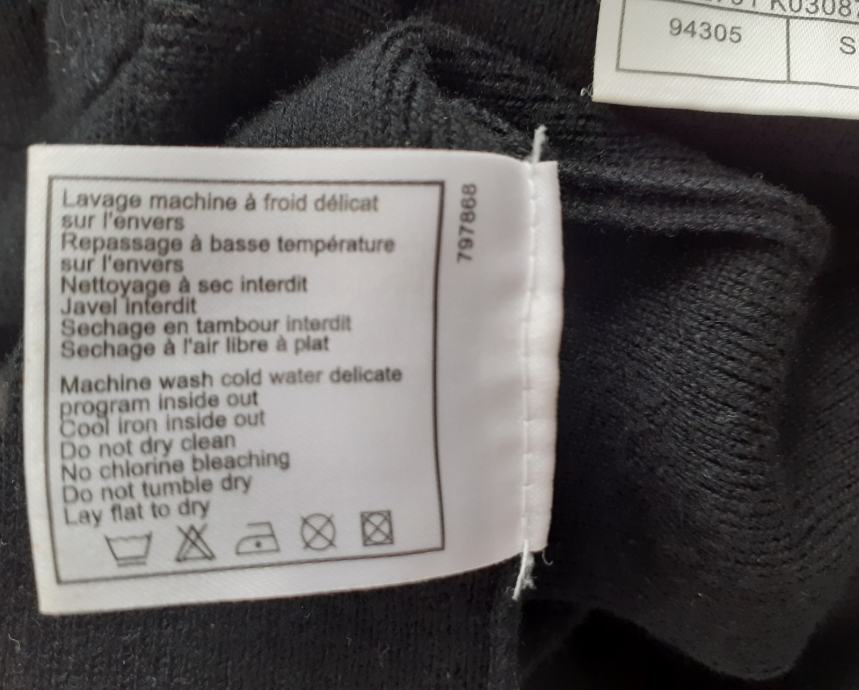 94305
S
Lavage machine à froid délicat
sur l'envers
Repassage à basse température
sur l'envers
Nettoyage à sec interdit
Javel interdit
Sechage en tambour interdit
Sechage à l'air libre à plat
Machine wash cold water delicate
program inside out
Cool iron inside out
Do not dry clean
No chlorine bleaching
Do not tumble dry
Lay flat to dry
797868